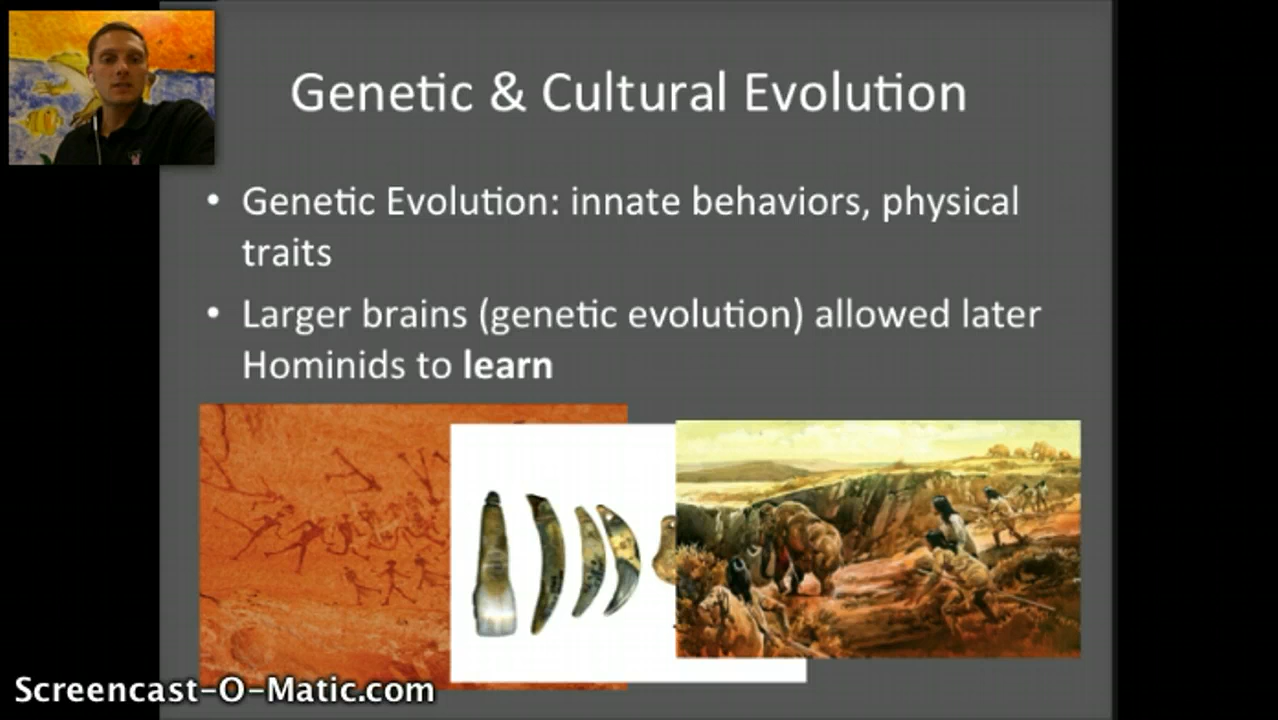 Genetic & Cultural Evolution
• Genetic Evolution: innate behaviors, physical
traits
• Larger brains (genetic evolution) allowed later
Hominids to learn
Screencast-O-Matic.com